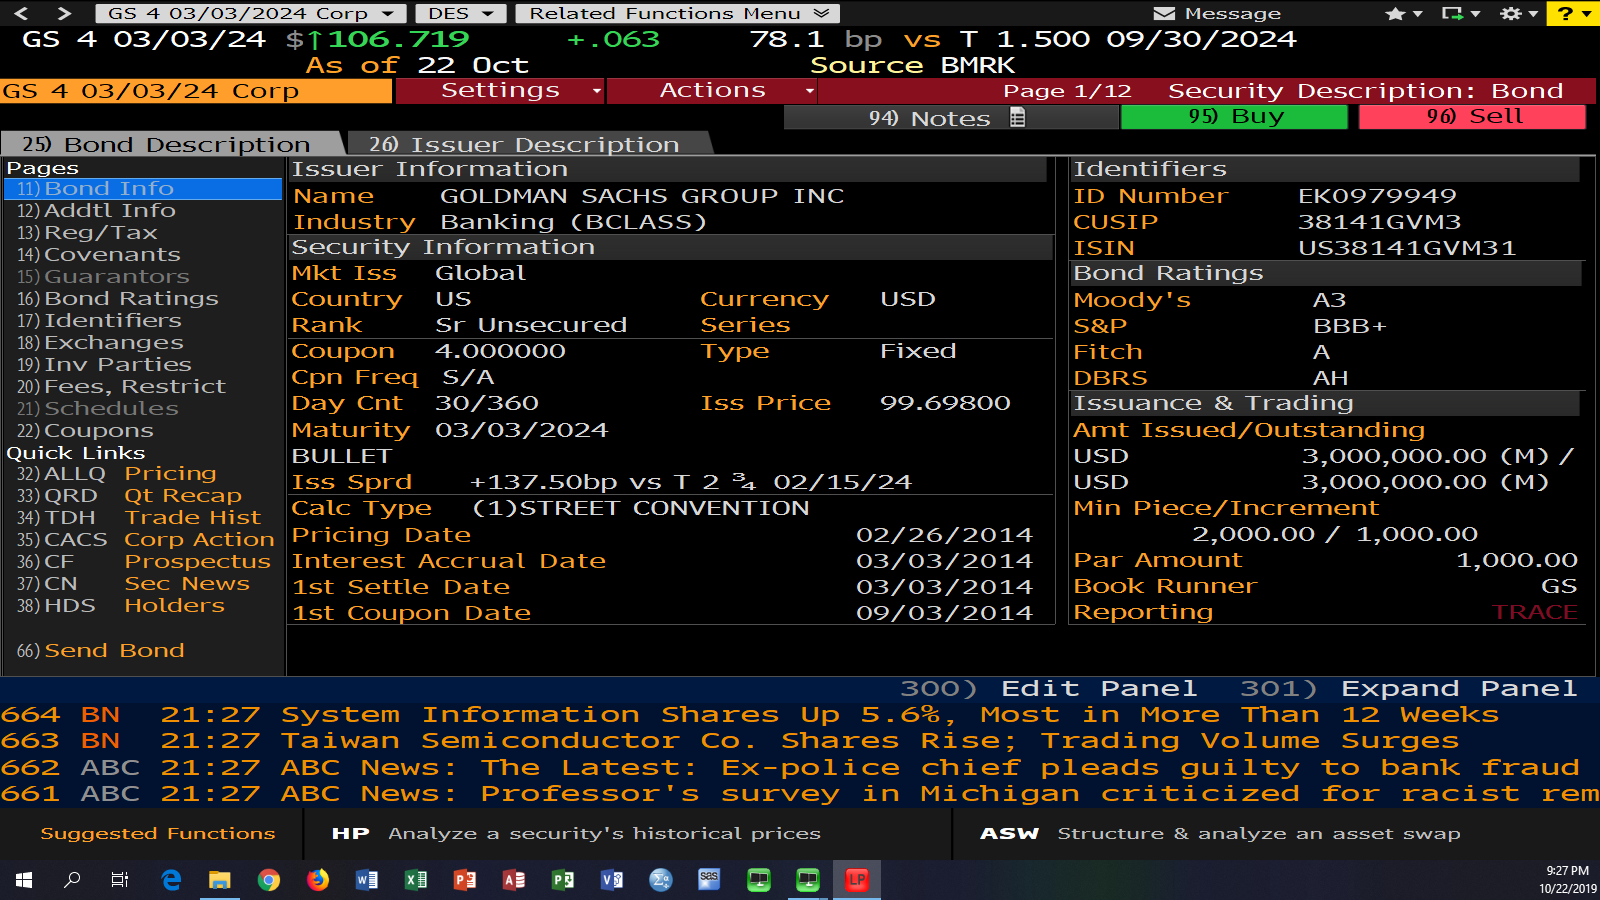 GS 4 03/03/2024 Corp DES Related Functions Menu Message ?
GS 4 03/03/24 $↑106.719 +.063 78.1 bp vs T 1.500 09/30/2024
As of 22 Oct Source BMRK
GS 4 03/03/24 Corp Settings Actions Page 1/12 Security Description: Bond
94) Notes 95) Buy 96) Sell
25) Bond Description 26) Issuer Description
Pages
11) Bond Info
12) Addtl Info
13) Reg/Tax
14) Covenants
15) Guarantors
16) Bond Ratings
17) Identifiers
18) Exchanges
19) Inv Parties
20) Fees, Restrict
21) Schedules
22) Coupons
Quick Links
32) ALLQ Pricing
33) QRD Qt Recap
34) TDH Trade Hist
35) CACS Corp Action
36) CF Prospectus
37) CN Sec News
38) HDS Holders
66) Send Bond
Issuer Information
Name GOLDMAN SACHS GROUP INC
Industry Banking (BCLASS)
Security Information
Mkt Iss Global
Country US Currency USD
Rank Sr Unsecured Series
Coupon 4.000000 Type Fixed
Cpn Freq S/A
Day Cnt 30/360 Iss Price 99.69800
Maturity 03/03/2024
BULLET
Iss Sprd +137.50bp vs T 2 ¾ 02/15/24
Calc Type (1)STREET CONVENTION
Pricing Date 02/26/2014
Interest Accrual Date 03/03/2014
1st Settle Date 03/03/2014
1st Coupon Date 09/03/2014
Identifiers
ID Number EK0979949
CUSIP 38141GVM3
ISIN US38141GVM31
Bond Ratings
Moody's A3
S&P BBB+
Fitch A
DBRS AH
Issuance & Trading
Amt Issued/Outstanding
USD 3,000,000.00 (M) /
USD 3,000,000.00 (M)
Min Piece/Increment
2,000.00 / 1,000.00
Par Amount 1,000.00
Book Runner GS
Reporting TRACE
300) Edit Panel 301) Expand Panel
664 BN 21:27 System Information Shares Up 5.6%, Most in More Than 12 Weeks
663 BN 21:27 Taiwan Semiconductor Co. Shares Rise; Trading Volume Surges
662 ABC 21:27 ABC News: The Latest: Ex-police chief pleads guilty to bank fraud
661 ABC 21:27 ABC News: Professor's survey in Michigan criticized for racist rem
Suggested Functions HP Analyze a security's historical prices ASW Structure & analyze an asset swap
sas LP
9:27 PM
10/22/2019